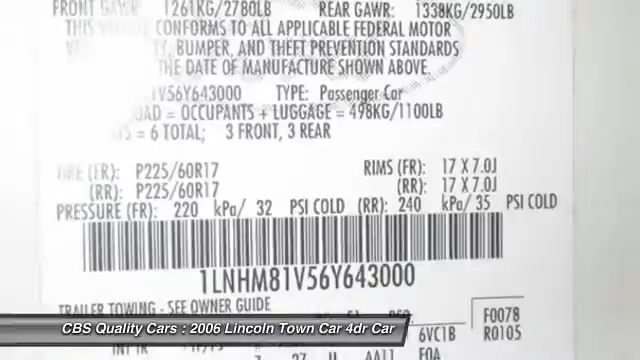 FRONT GAWR: 1261KG/2780LB REAR GAWR: 1338KG/2950LB
THIS CONFORMS TO ALL APPLICABLE FEDERAL MOTOR
BUMPER, AND THEFT PREVENTION STANDARDS
THE DATE OF MANUFACTURE SHOWN ABOVE.
1V56Y643000 TYPE: Passenger Car
= OCCUPANTS + LUGGAGE = 498KG/1100LB
= 6 TOTAL; 3 FRONT, 3 REAR
TIRE (FR): P225/60R17 RIMS (FR): 17 X 7.0J
(RR): P225/60R17 (RR): 17 X 7.0J
PRESSURE (FR): 220 kPa/ 32 PSI COLD (RR): 240 kPa/ 35 PSI COLD
1LNHM81V56Y643000
TRAILER TOWING - SEE OWNER GUIDE
F0078
R0105
6VC1B
CBS Quality Cars : 2006 Lincoln Town Car 4dr Car
INT TR